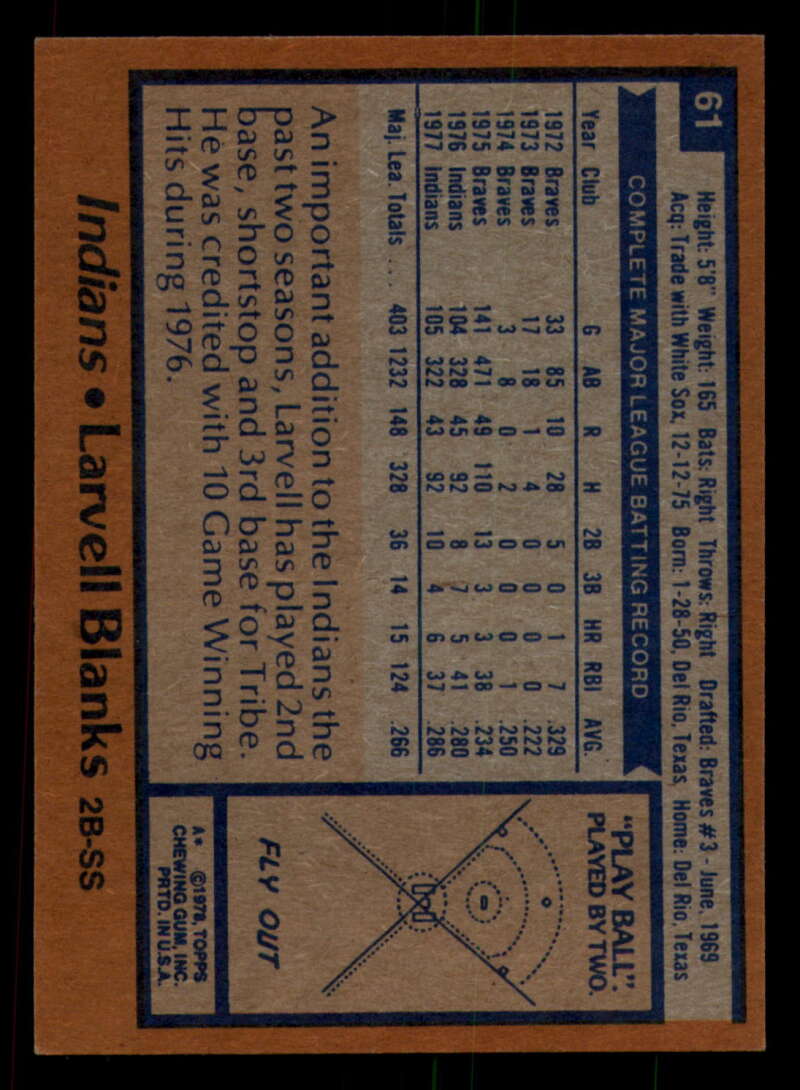 61
Height: 5'8" Weight: 165 Bats: Right Throws: Right Drafted: Braves #3 - June, 1969
Acq: Trade with White Sox, 12-12-75 Born: 1-28-50, Del Rio, Texas Home: Del Rio, Texas
COMPLETE MAJOR LEAGUE BATTING RECORD
Year Club G AB R H 2B 3B HR RBI AVG.
1972 Braves 33 85 10 28 5 0 1 7 .329
1973 Braves 17 18 1 4 0 0 0 0 .222
1974 Braves 3 8 0 2 0 0 0 1 .250
1975 Braves 141 471 49 110 13 3 3 38 .234
1976 Indians 104 328 45 92 8 7 5 41 .280
1977 Indians 105 322 43 92 10 4 6 37 .286
Maj. Lea. Totals ... 403 1232 148 328 36 14 15 124 .266
An important addition to the Indians the
past two seasons, Larvell has played 2nd
base, shortstop and 3rd base for Tribe.
He was credited with 10 Game Winning
Hits during 1976.
"PLAY BALL".
PLAYED BY TWO.
FLY OUT
A* ©1978, TOPPS
CHEWING GUM, INC.
PRTD. IN U.S.A.
Indians • Larvell Blanks 2B-SS